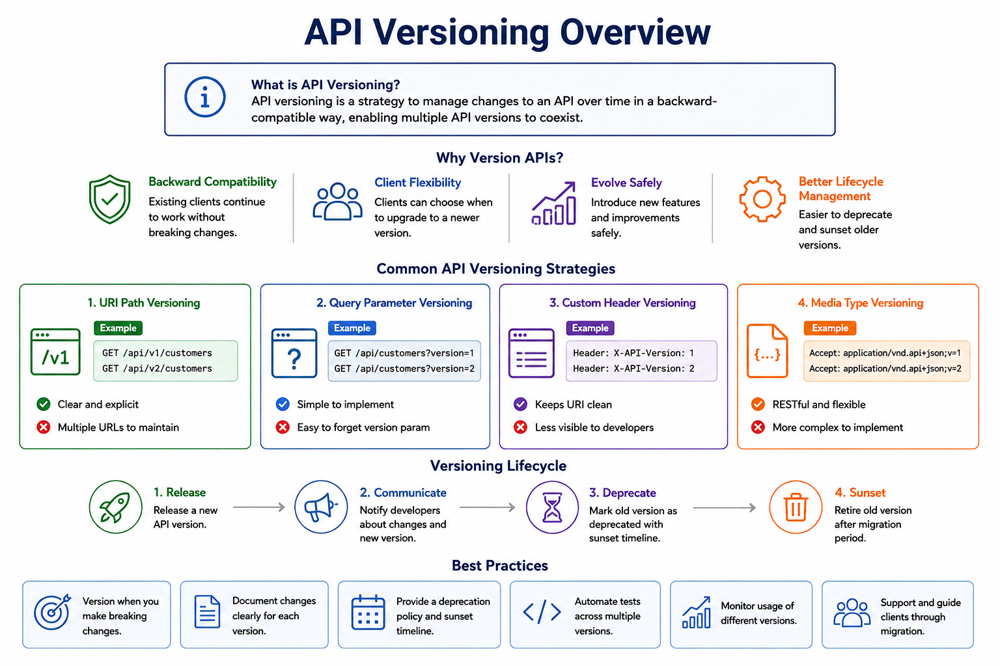 API Versioning Overview
What is API Versioning?
API versioning is a strategy to manage changes to an API over time in a backward-
compatible way, enabling multiple API versions to coexist.
Why Version APIs?
Backward Compatibility
Existing clients continue
to work without
breaking changes.
Client Flexibility
Clients can choose when
to upgrade to a newer
version.
Evolve Safely
Introduce new features
and improvements
safely.
Better Lifecycle
Management
Easier to deprecate
and sunset older
versions.
Common API Versioning Strategies
1. URI Path Versioning
/v1
Example
GET /api/v1/customers
GET /api/v2/customers
Clear and explicit
Multiple URLs to maintain
2. Query Parameter Versioning
?
Example
GET /api/customers?version=1
GET /api/customers?version=2
Simple to implement
Easy to forget version param
3. Custom Header Versioning
Example
Header: X-API-Version: 1
Header: X-API-Version: 2
Keeps URI clean
Less visible to developers
4. Media Type Versioning
{...}
Example
Accept: application/vnd.api+json;v=1
Accept: application/vnd.api+json;v=2
RESTful and flexible
More complex to implement
Versioning Lifecycle
1. Release
Release a new
API version.
2. Communicate
Notify developers
about changes and
new version.
3. Deprecate
Mark old version as
deprecated with
sunset timeline.
4. Sunset
Retire old version
after migration
period.
Best Practices
Version when you
make breaking
changes.
Document changes
clearly for each
version.
Provide a deprecation
policy and sunset
timeline.
</>
Automate tests
across multiple
versions.
Monitor usage of
different versions.
Support and guide
clients through
migration.